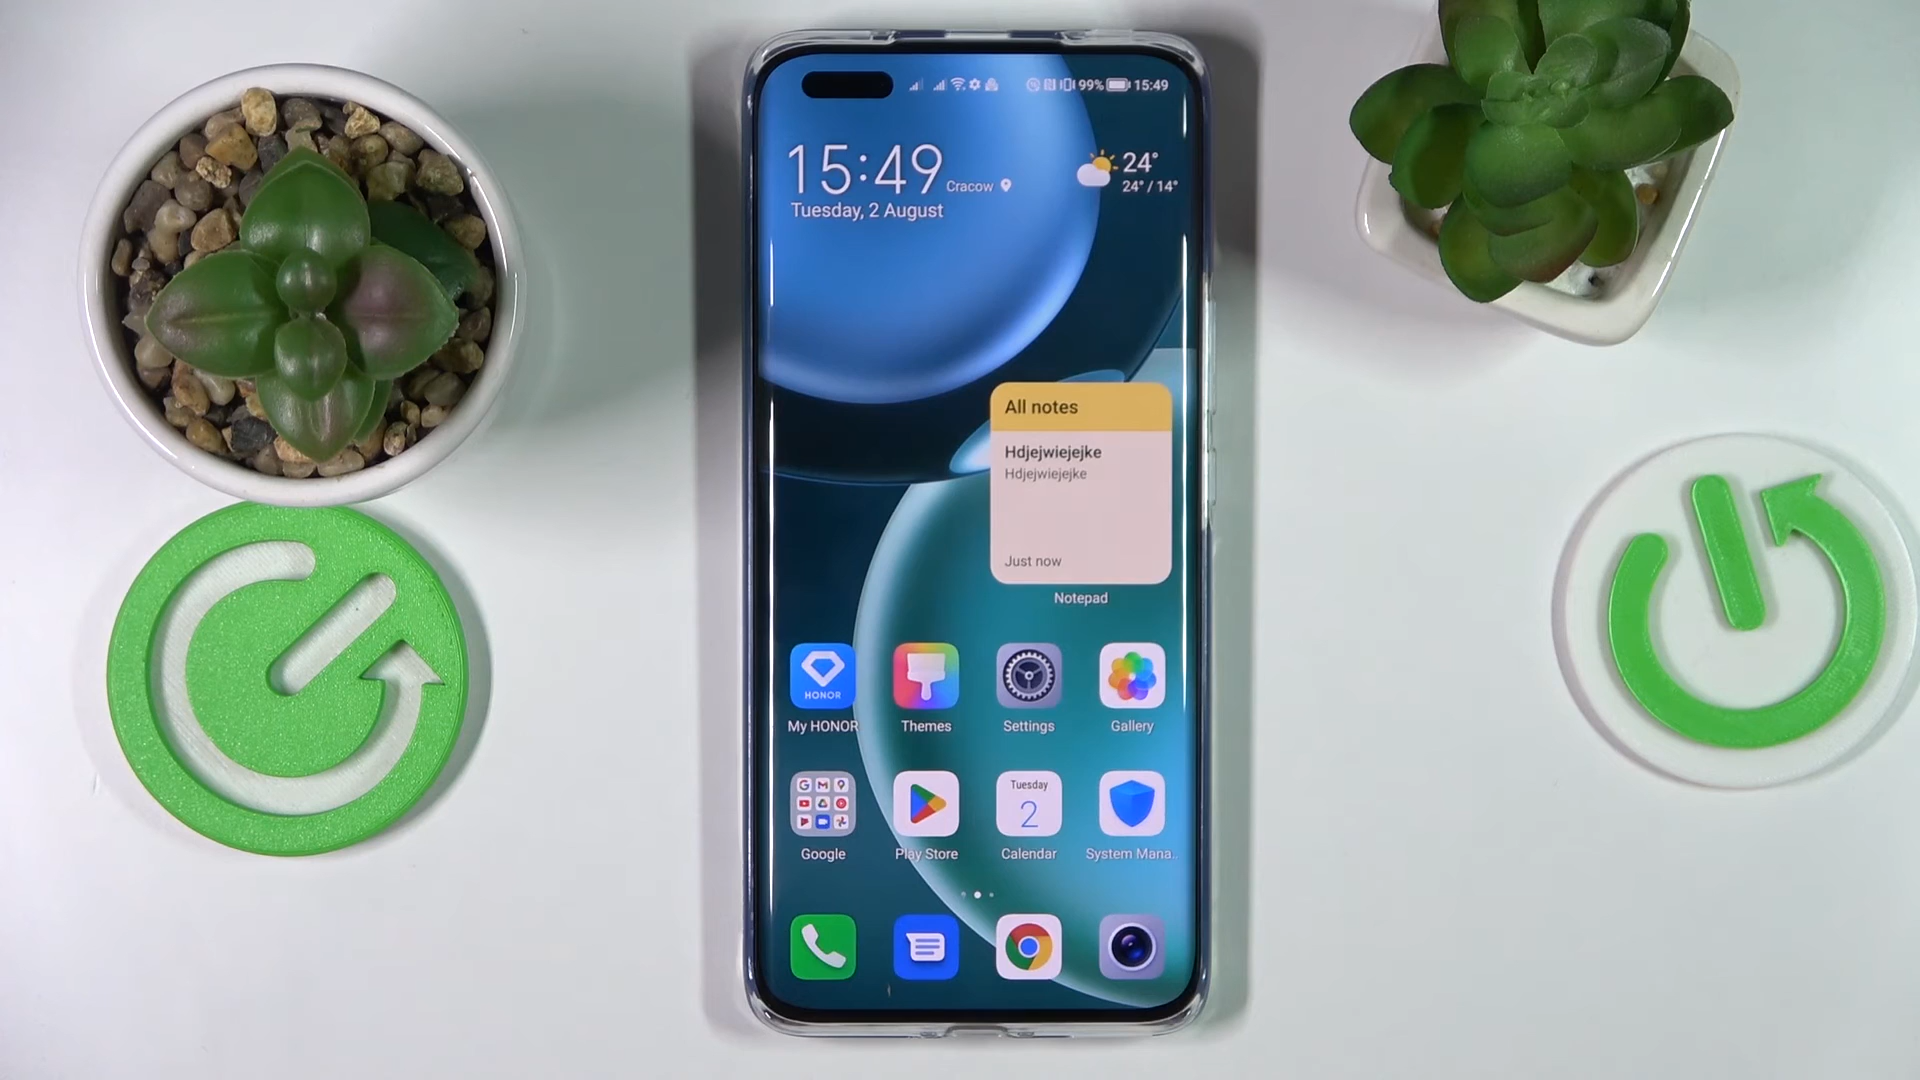 99% 15:49
15:49 Cracow
Tuesday, 2 August
24°
24° / 14°
All notes
Hdjejwiejejke
Hdjejwiejejke
Just now
Notepad
HONOR
My HONOR Themes Settings Gallery
Tuesday
2
Google Play Store Calendar System Mana..